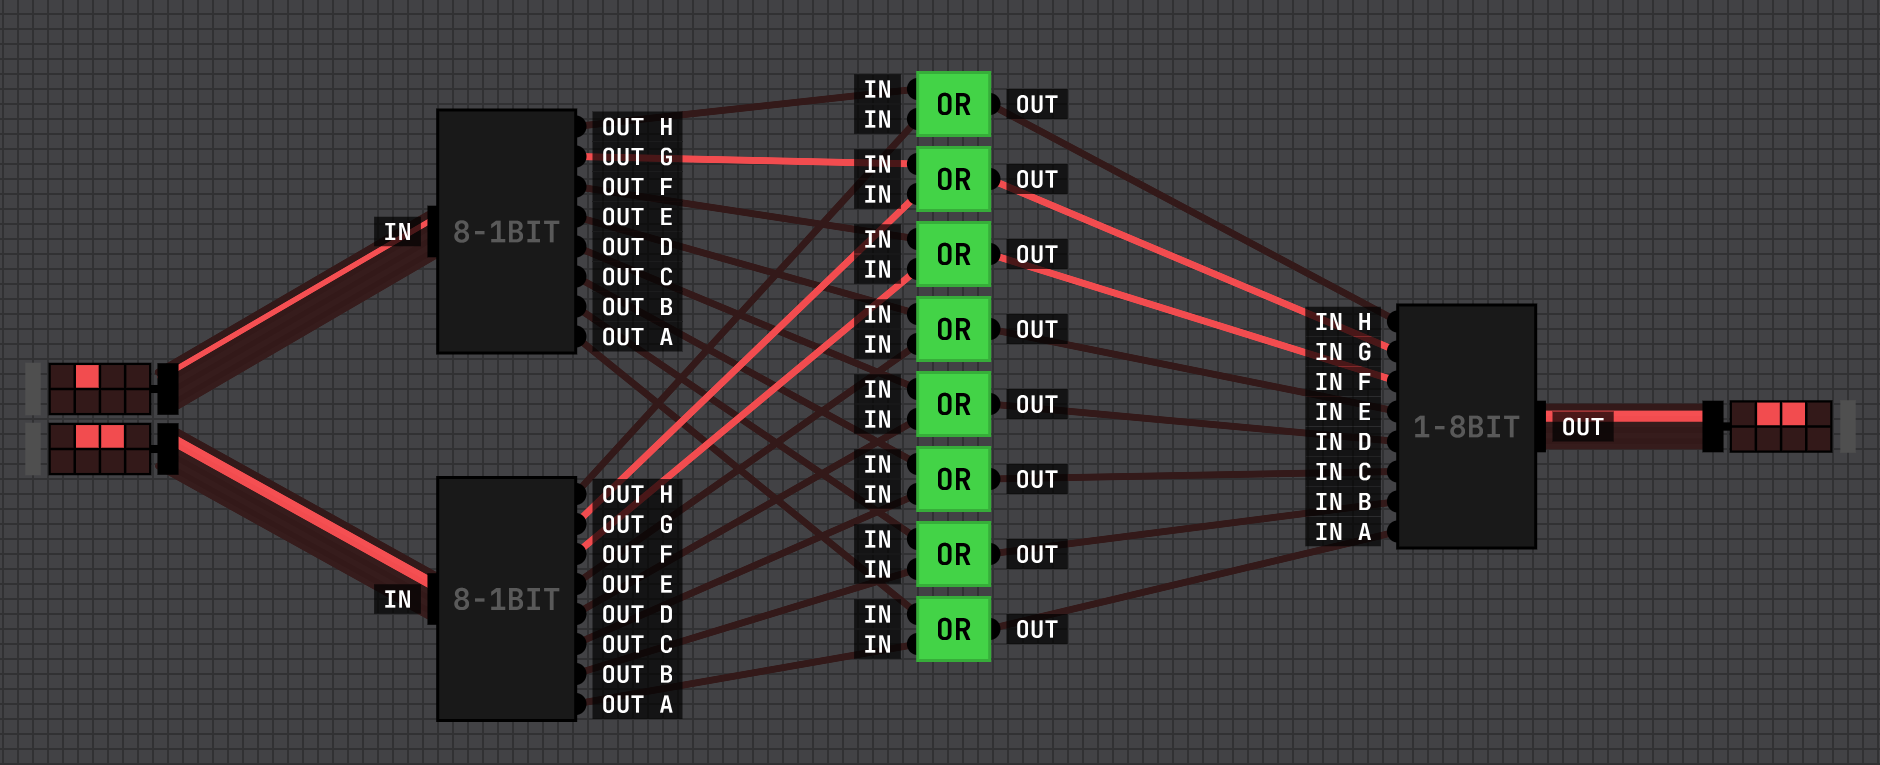 IN
8-1BIT
OUT H
OUT G
OUT F
OUT E
OUT D
OUT C
OUT B
OUT A
IN
8-1BIT
OUT H
OUT G
OUT F
OUT E
OUT D
OUT C
OUT B
OUT A
IN
IN
OR
OUT
IN
IN
OR
OUT
IN
IN
OR
OUT
IN
IN
OR
OUT
IN
IN
OR
OUT
IN
IN
OR
OUT
IN
IN
OR
OUT
IN
IN
OR
OUT
IN H
IN G
IN F
IN E
IN D
IN C
IN B
IN A
1-8BIT
OUT